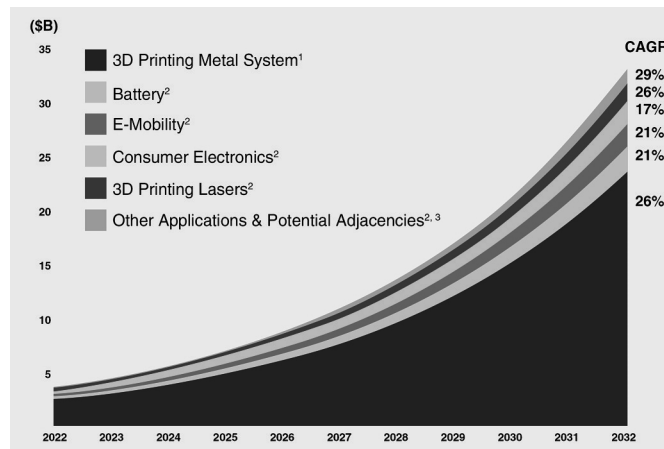 ($B)
CAGR
35
30
25
20
15
10
5
3D Printing Metal System¹
Battery²
E-Mobility²
Consumer Electronics²
3D Printing Lasers²
Other Applications & Potential Adjacencies²,³
29%
26%
17%
21%
21%
26%
2022 2023 2024 2025 2026 2027 2028 2029 2030 2031 2032